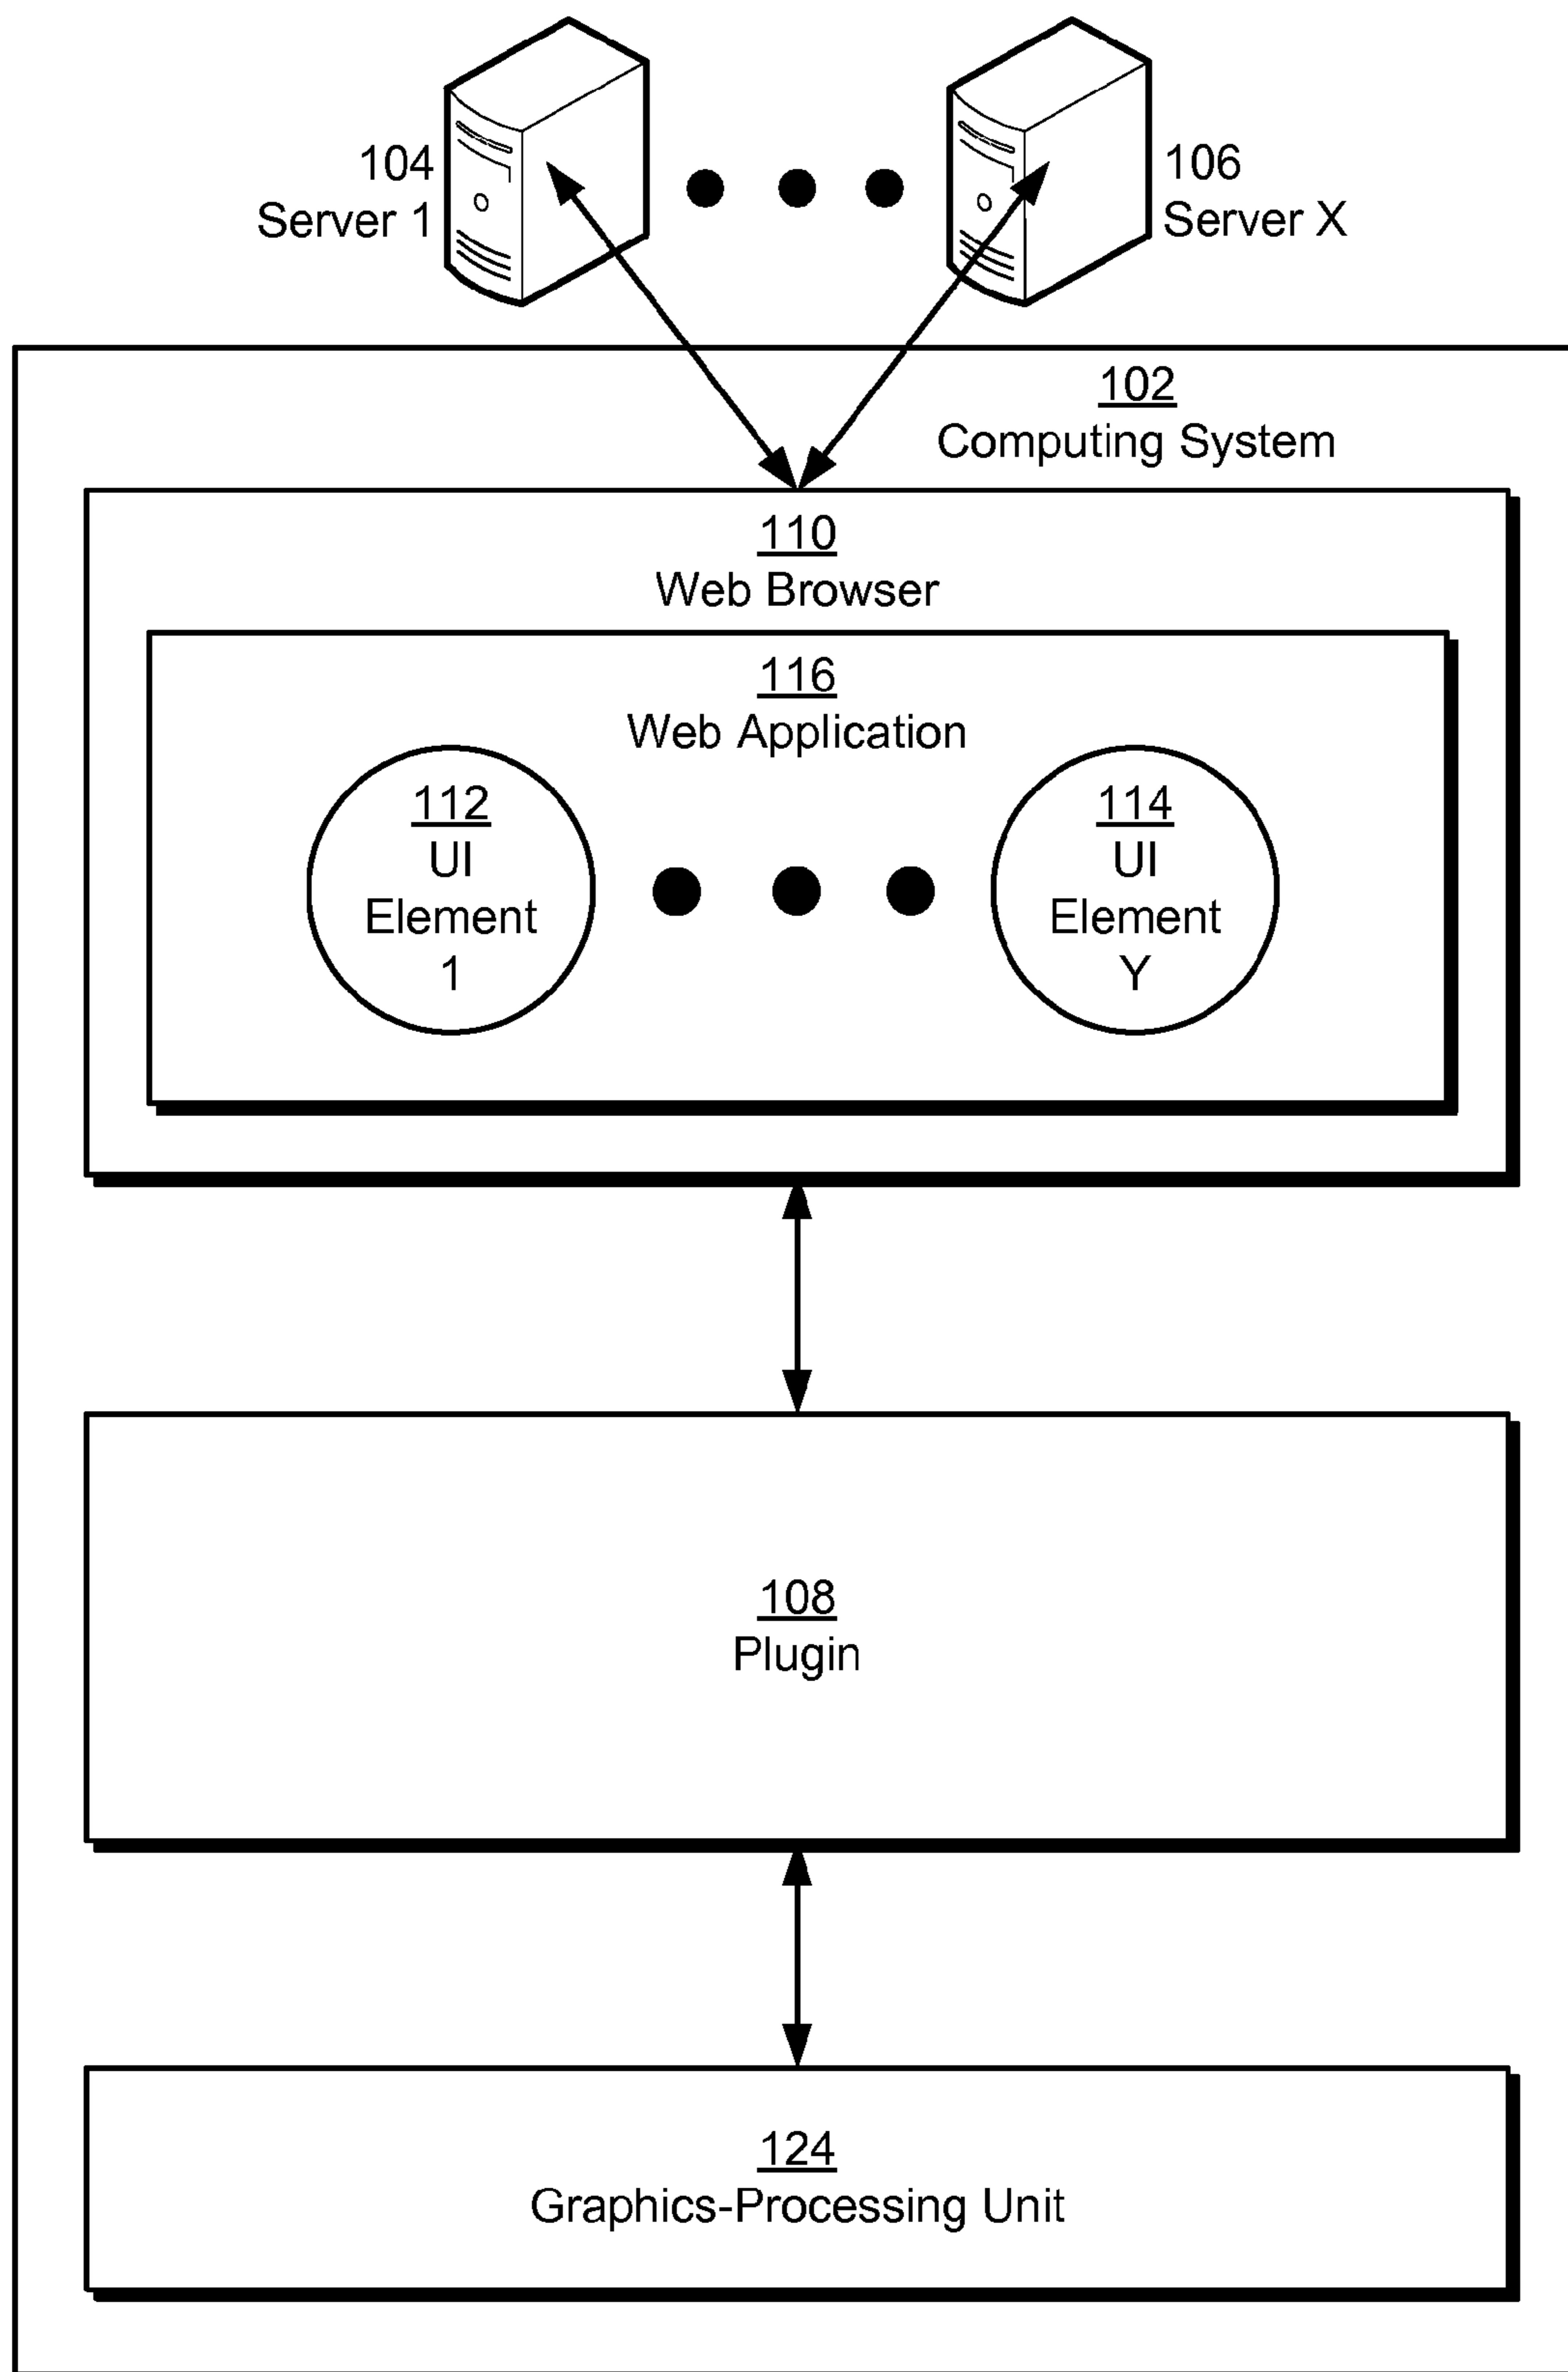 104
Server 1
106
Server X
102
Computing System
110
Web Browser
116
Web Application
112
UI
Element
1
114
UI
Element
Y
108
Plugin
124
Graphics-Processing Unit